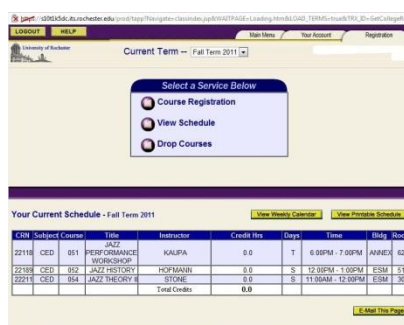 https://si0ttk5dc.its.rochester.edu/prod/tapp?Navigate=classIndex.jsp&WAITPAGE=Loading.htm&LOAD_TERMS=true&TRX_ID=GetCollegeR
LOGOUT HELP Main Menu Your Account Registration
University of Rochester
Current Term -- Fall Term 2011
Select a Service Below
Course Registration
View Schedule
Drop Courses
Your Current Schedule - Fall Term 2011 View Weekly Calendar View Printable Schedule
CRN Subject Course Title Instructor Credit Hrs Days Time Bldg Roo
22118 CED 051 JAZZ PERFORMANCE WORKSHOP KAUPA 0.0 T 6:00PM - 7:00PM ANNEX 62
22189 CED 052 JAZZ HISTORY HOFMANN 0.0 S 12:00PM - 1:00PM ESM 51
22211 CED 054 JAZZ THEORY II STONE 0.0 S 11:00AM - 12:00PM ESM 30
Total Credits 0.0
E-Mail This Page